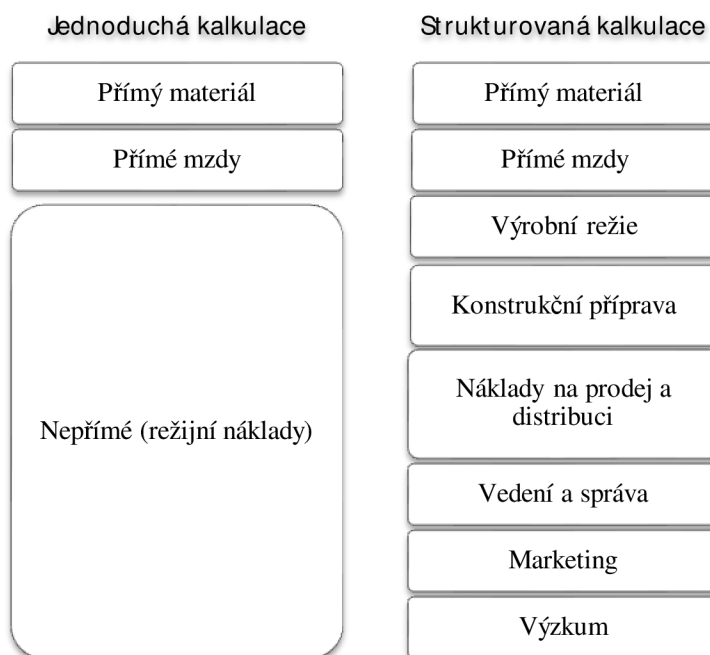 Jednoduchá kalkulace
Přímý materiál
Přímé mzdy
Nepřímé (režijní náklady)
Strukturovaná kalkulace
Přímý materiál
Přímé mzdy
Výrobní režie
Konstrukční příprava
Náklady na prodej a
distribuci
Vedení a správa
Marketing
Výzkum